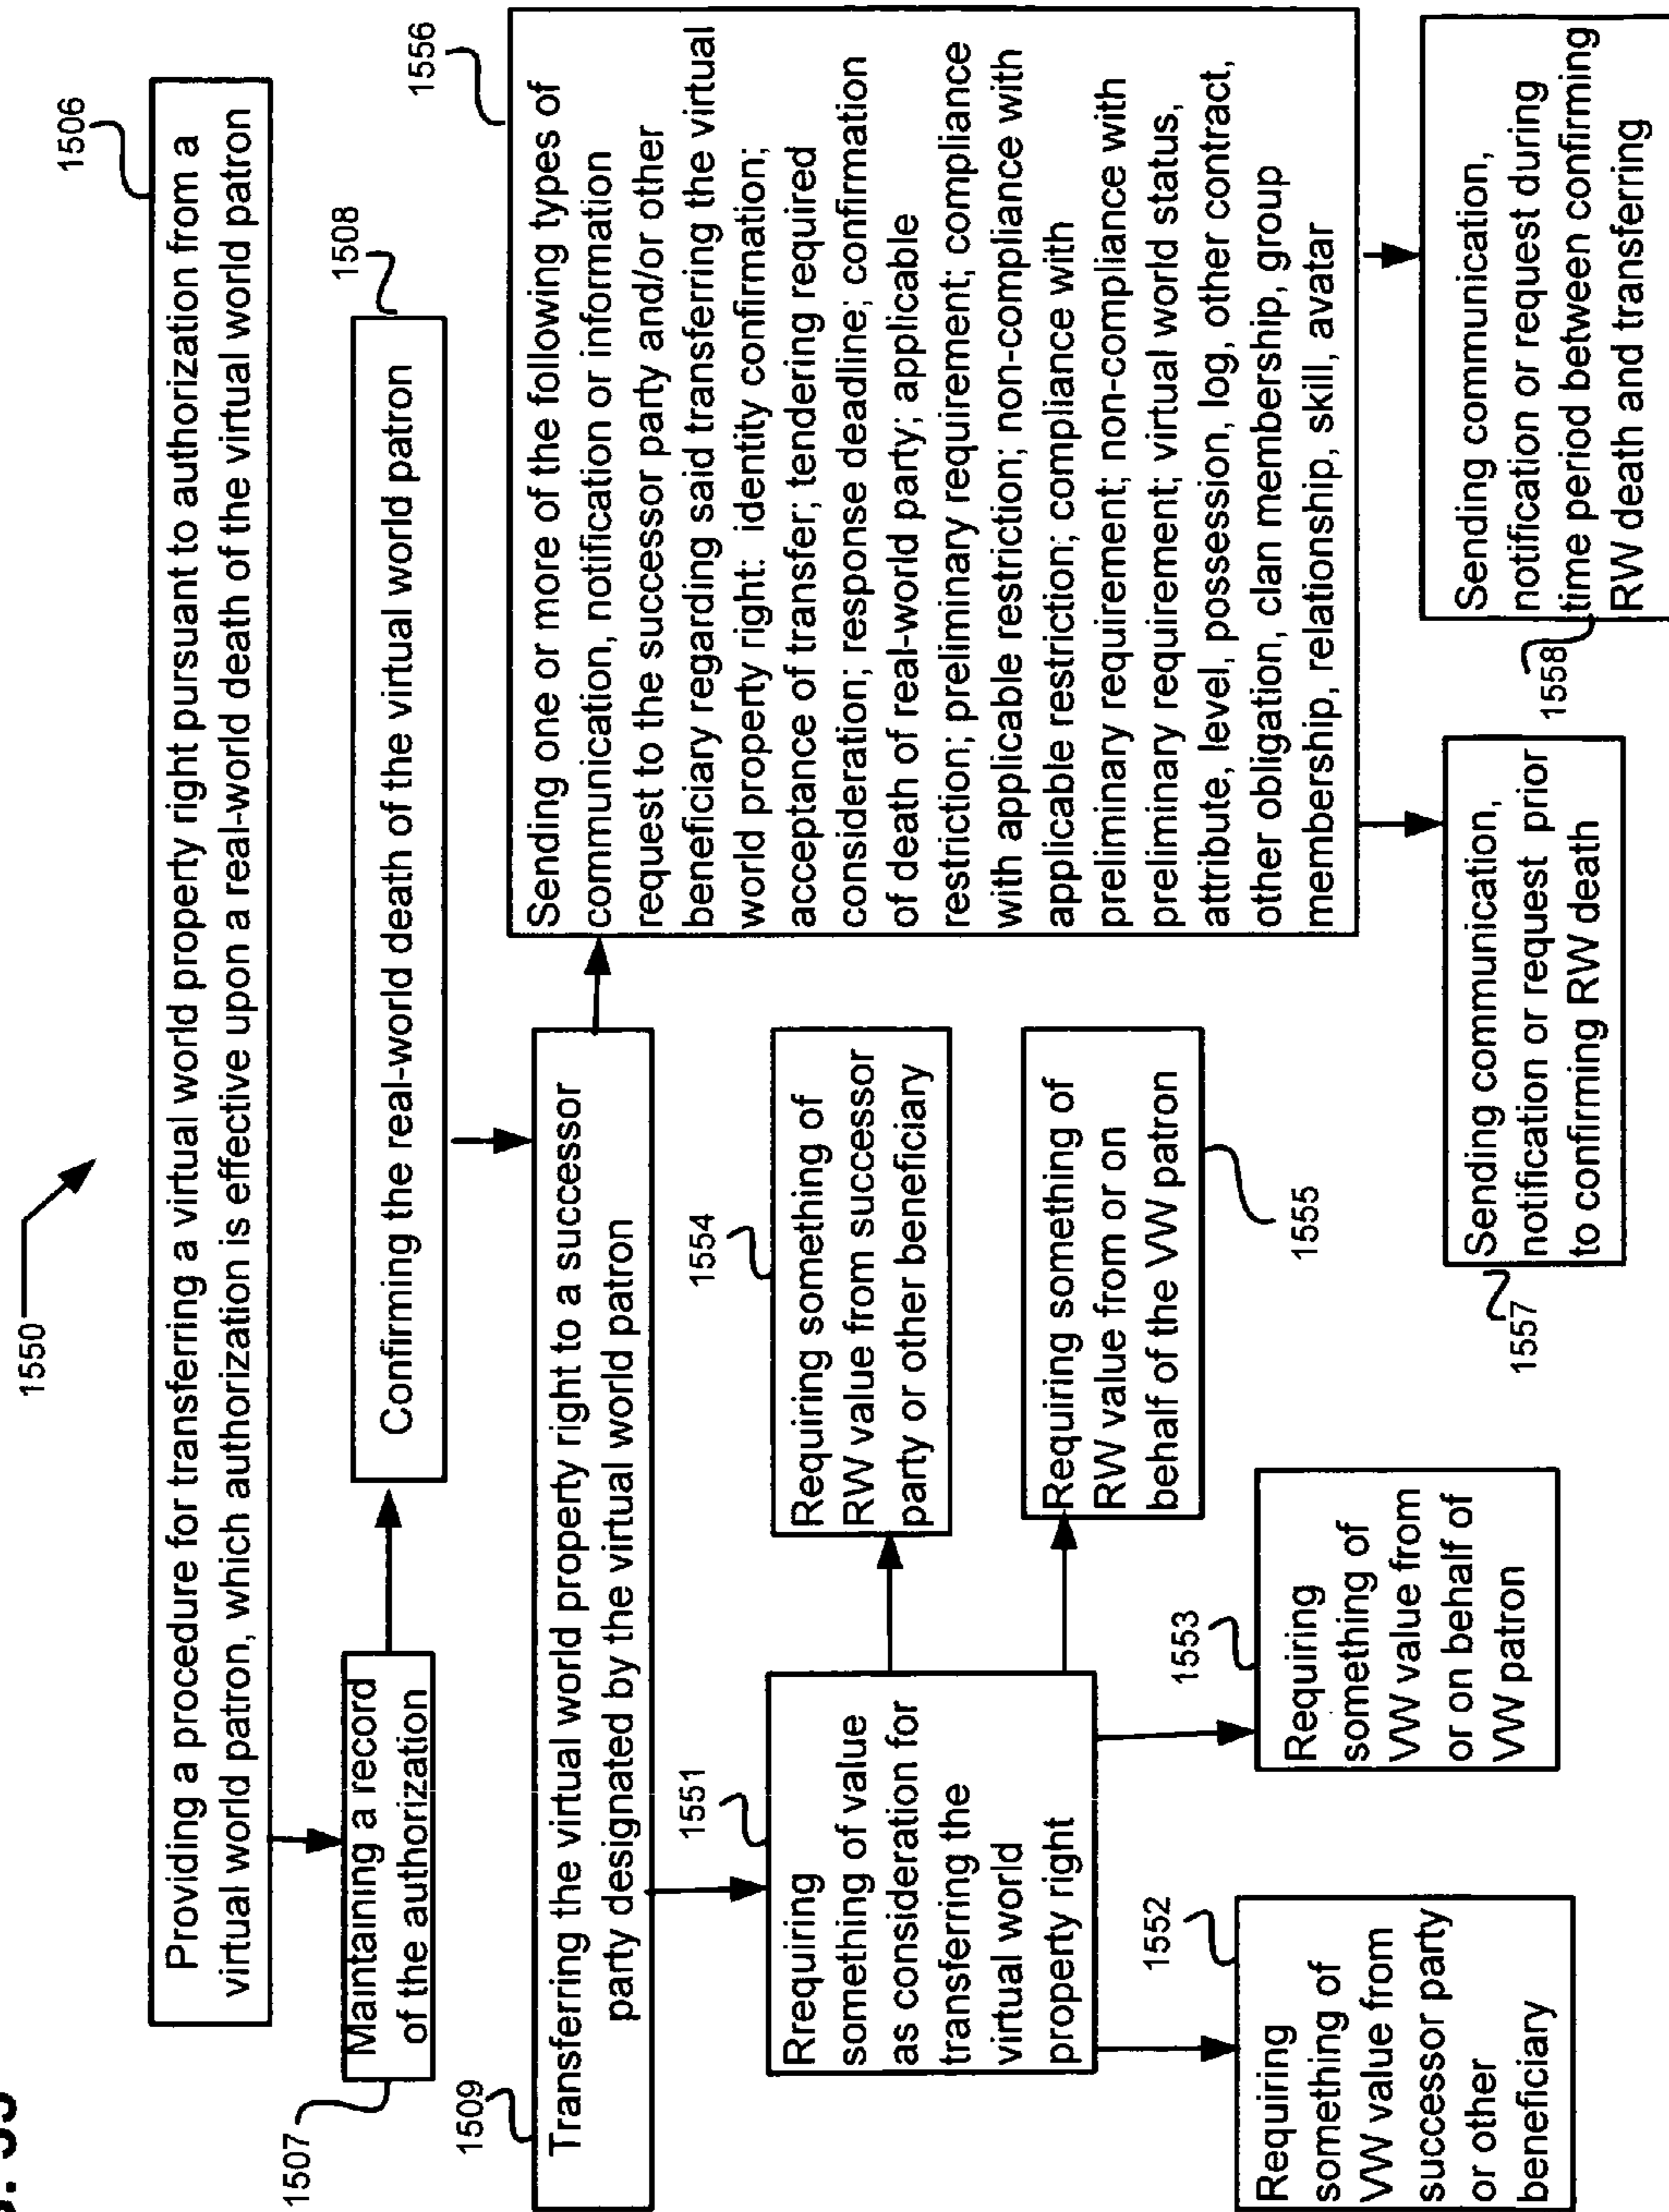 1550
1506
Providing a procedure for transferring a virtual world property right pursuant to authorization from a
virtual world patron, which authorization is effective upon a real-world death of the virtual world patron
1507
Maintaining a record
of the authorization
1508
Confirming the real-world death of the virtual world patron
1509
Transferring the virtual world property right to a successor
party designated by the virtual world patron
1551
Rrequiring
something of value
as consideration for
transferring the
virtual world
property right
1552
Requiring
something of
VW value from
successor party
or other
beneficiary
1553
Requiring
something of
VW value from
or on behalf of
VW patron
1554
Requiring something of
RW value from successor
party or other beneficiary
1555
Requiring something of
RW value from or on
behalf of the VW patron
1556
Sending one or more of the following types of
communication, notification or information
request to the successor party and/or other
beneficiary regarding said transferring the virtual
world property right: identity confirmation;
acceptance of transfer; tendering required
consideration; response deadline; confirmation
of death of real-world party; applicable
restriction; preliminary requirement; compliance
with applicable restriction; non-compliance with
applicable restriction; compliance with
preliminary requirement; non-compliance with
preliminary requirement; virtual world status,
attribute, level, possession, log, other contract,
other obligation, clan membership, group
membership, relationship, skill, avatar
1557
Sending communication,
notification or request prior
to confirming RW death
1558
Sending communication,
notification or request during
time period between confirming
RW death and transferring